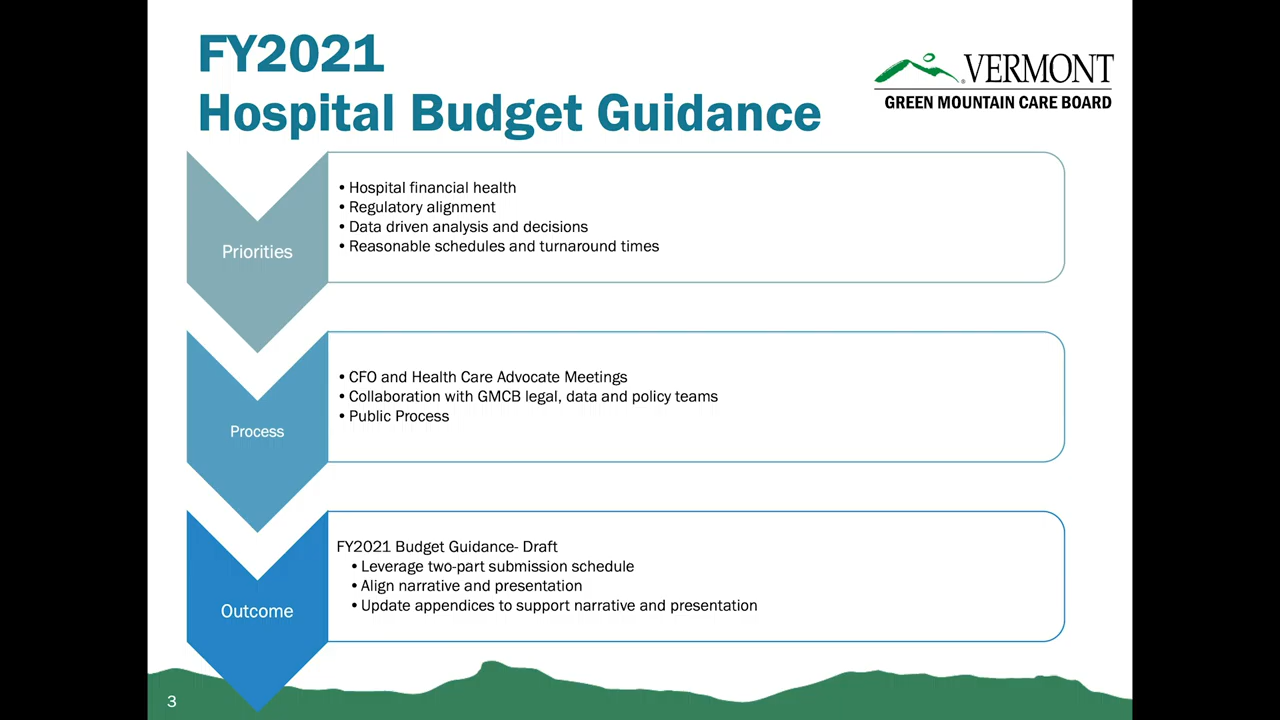 FY2021
Hospital Budget Guidance
VERMONT
GREEN MOUNTAIN CARE BOARD
Priorities
• Hospital financial health
• Regulatory alignment
• Data driven analysis and decisions
• Reasonable schedules and turnaround times
Process
• CFO and Health Care Advocate Meetings
• Collaboration with GMCB legal, data and policy teams
• Public Process
Outcome
FY2021 Budget Guidance- Draft
• Leverage two-part submission schedule
• Align narrative and presentation
• Update appendices to support narrative and presentation
3